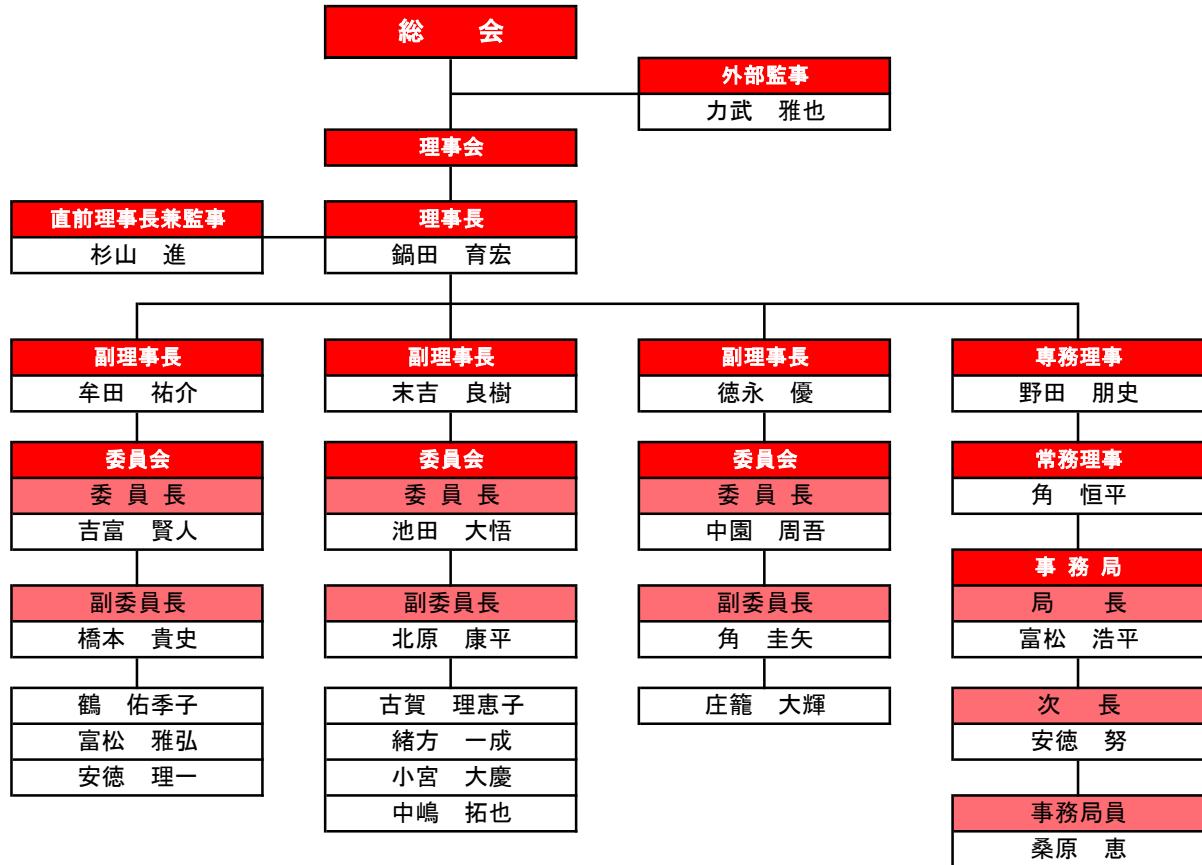 総　会
外部監事
力武　雅也
理事会
直前理事長兼監事
杉山　進
理事長
鍋田　育宏
副理事長
牟田　祐介
委員会
委 員 長
吉富　賢人
副委員長
橋本　貴史
鶴　佑季子
富松　雅弘
安徳　理一
副理事長
末吉　良樹
委員会
委 員 長
池田　大悟
副委員長
北原　康平
古賀　理恵子
緒方　一成
小宮　大慶
中嶋　拓也
副理事長
徳永　優
委員会
委 員 長
中園　周吾
副委員長
角　圭矢
庄籠　大輝
専務理事
野田　朋史
常務理事
角　恒平
事 務 局
局　長
富松　浩平
次　長
安徳　努
事務局員
桑原　恵